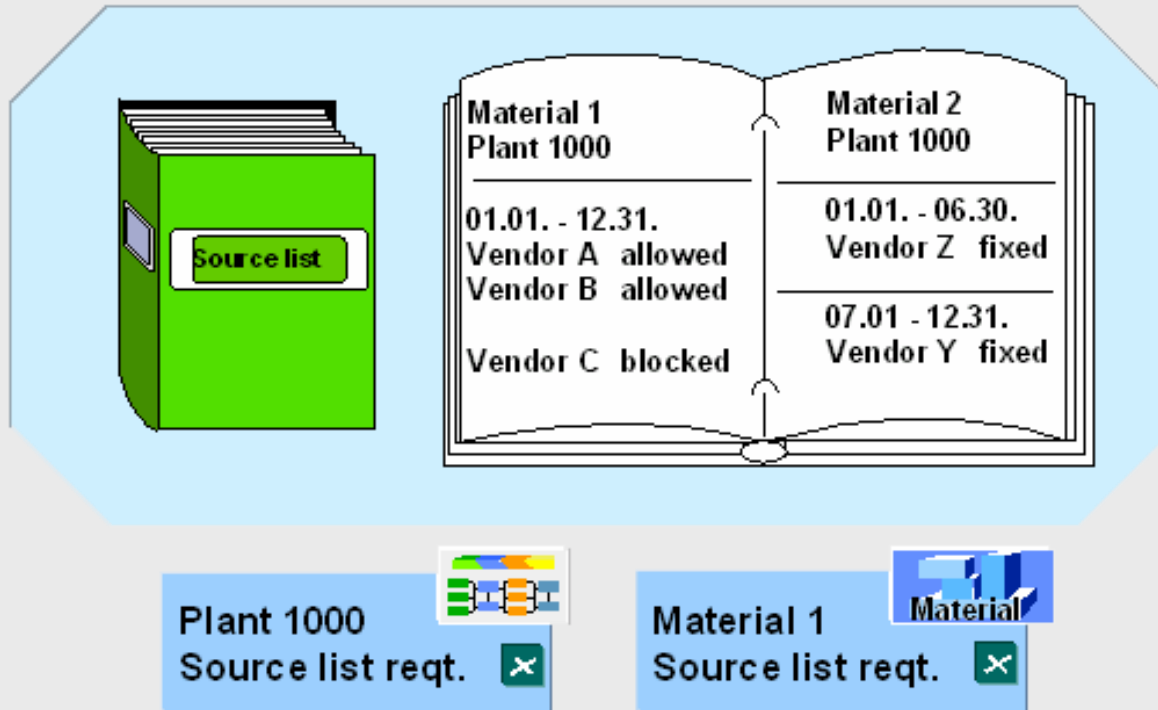 Source list
Material 1
Plant 1000
01.01. - 12.31.
Vendor A allowed
Vendor B allowed
Vendor C blocked
Material 2
Plant 1000
01.01. - 06.30.
Vendor Z fixed
07.01 - 12.31.
Vendor Y fixed
Plant 1000
Source list reqt.
Material
Material 1
Source list reqt.